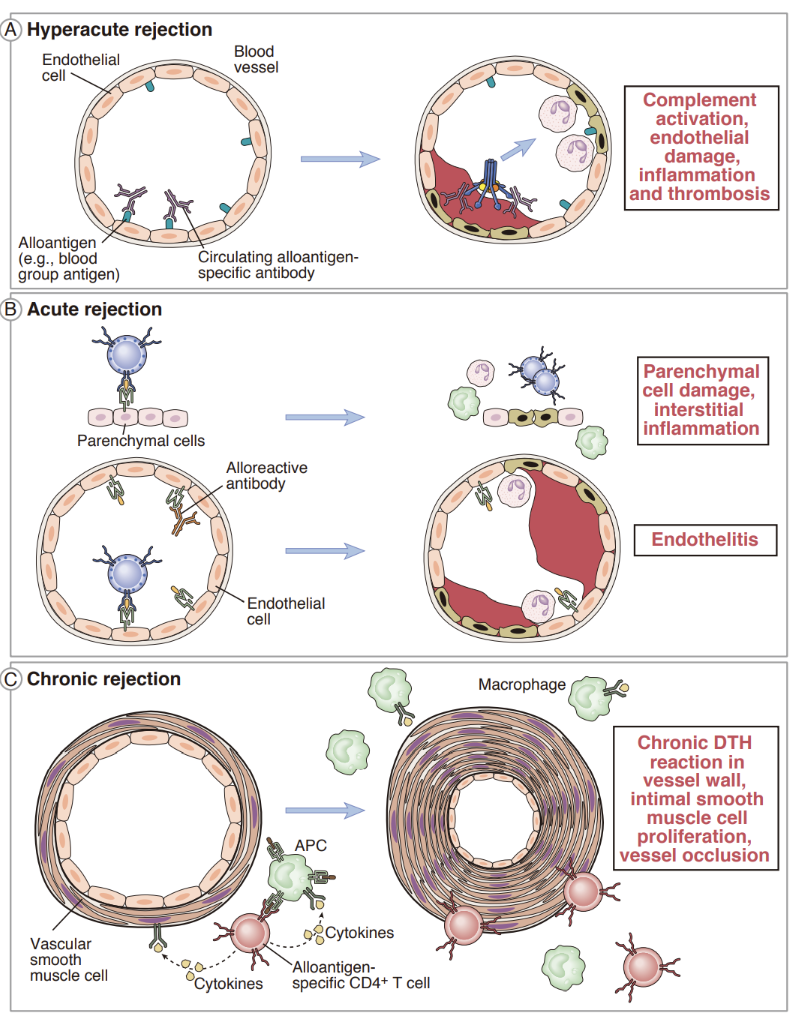 A Hyperacute rejection
Endothelial
cell
Blood
vessel
Alloantigen
(e.g., blood
group antigen)
Circulating alloantigen-
specific antibody
Complement
activation,
endothelial
damage,
inflammation
and thrombosis
B Acute rejection
Parenchymal cells
Parenchymal
cell damage,
interstitial
inflammation
Alloreactive
antibody
Endothelial
cell
Endothelitis
C Chronic rejection
Macrophage
APC
Cytokines
Vascular
smooth
muscle cell
Cytokines
Alloantigen-
specific CD4+ T cell
Chronic DTH
reaction in
vessel wall,
intimal smooth
muscle cell
proliferation,
vessel occlusion